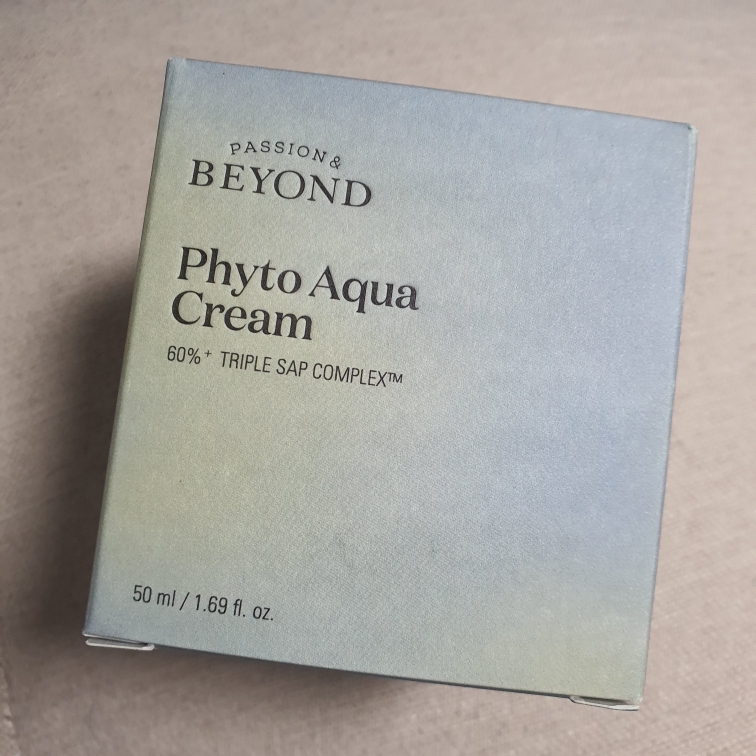 PASSION &
BEYOND
Phyto Aqua
Cream
60%⁺ TRIPLE SAP COMPLEX™
50 ml / 1.69 fl. oz.